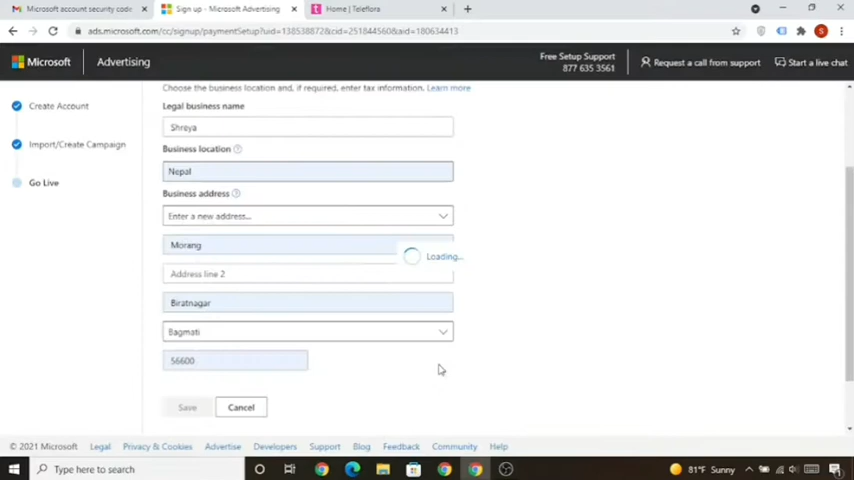 Microsoft account security code
Sign up - Microsoft Advertising
Home | Teleflora
ads.microsoft.com/cc/signup/paymentSetup?uid=138538872&cid=251844560&aid=180634413
S
Microsoft
Advertising
Free Setup Support
877 635 3561
Request a call from support
Start a live chat
Create Account
Import/Create Campaign
Go Live
Choose the business location and, if required, enter tax information. Learn more
Legal business name
Shreya
Business location
Nepal
Business address
Enter a new address...
Morang
Loading...
Address line 2
Biratnagar
Bagmati
56600
Save
Cancel
© 2021 Microsoft
Legal
Privacy & Cookies
Advertise
Developers
Support
Blog
Feedback
Community
Help
Type here to search
81°F Sunny